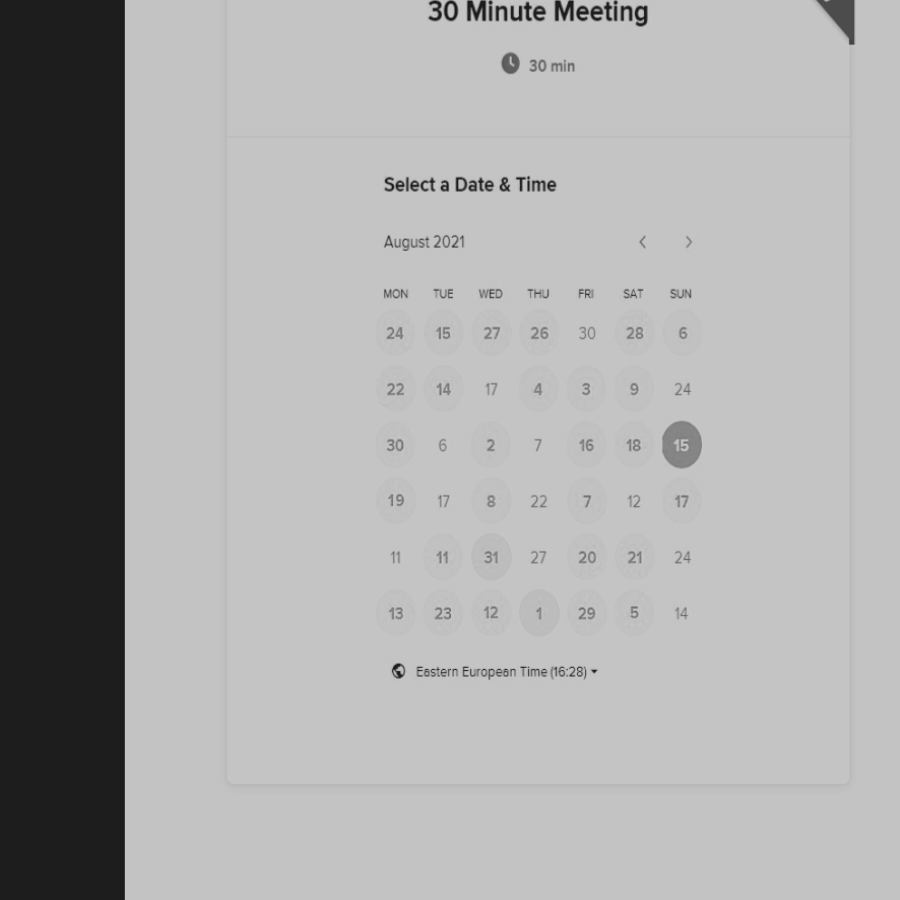 30 Minute Meeting
30 min
Select a Date & Time
August 2021
MON TUE WED THU FRI SAT SUN
24 15 27 26 30 28 6
22 14 17 4 3 9 24
30 6 2 7 16 18 15
19 17 8 22 7 12 17
11 11 31 27 20 21 24
13 23 12 1 29 5 14
Eastern European Time (16:28)